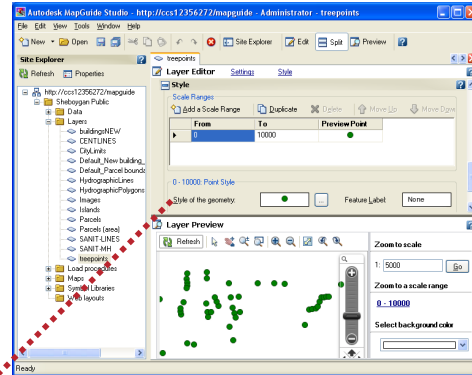 Autodesk MapGuide Studio - http://ccs12356272/mapguide - Administrator - treepoints
File Edit View Tools Window Help
New Open Site Explorer Edit Split Preview
Site Explorer
Refresh Properties
http://ccs12356272/mapguide
Sheboygan Public
Data
Layers
buildingsNEW
CENTLINES
CityLimits
Default_New building_
Default_Parcel bounda
HydrographicLines
HydrographicPolygons
Images
Islands
Parcels
Parcels (area)
SANIT-LINES
SANIT-MH
treepoints
Load procedures
Maps
Symbol Libraries
Web layouts
treepoints
Layer Editor Settings Style
Style
Scale Ranges
Add a Scale Range Duplicate Delete Move Up Move Down
From To Preview Point
0 10000
0 - 10000: Point Style
Style of the geometry: ... Feature Label: None
Layer Preview
Refresh
Zoom to scale
1: 5000 Go
Zoom to a scale range
0 - 10000
Select background color
Ready